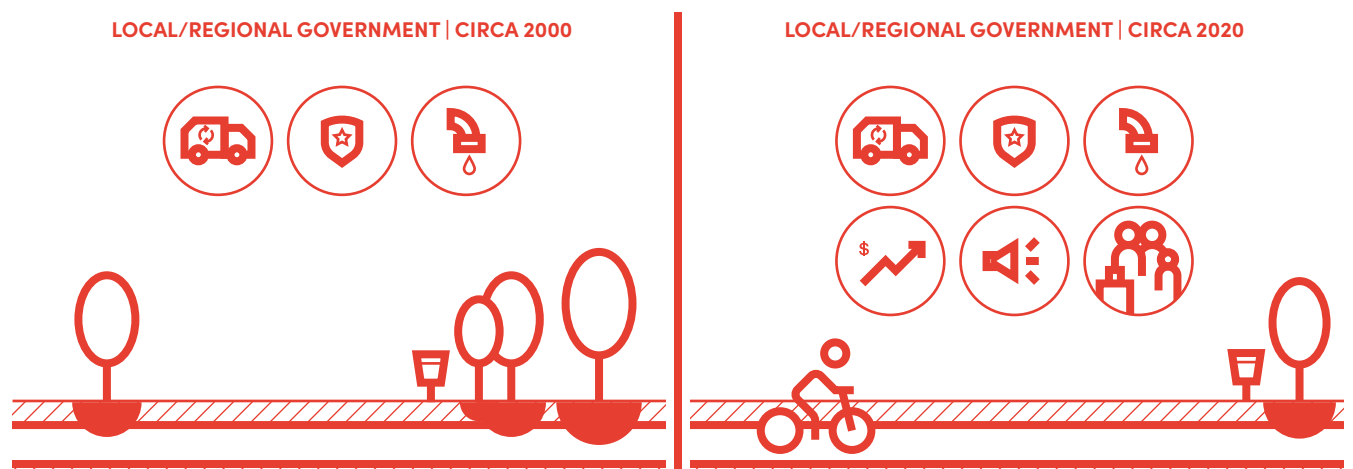 LOCAL/REGIONAL GOVERNMENT | CIRCA 2000
LOCAL/REGIONAL GOVERNMENT | CIRCA 2020
$